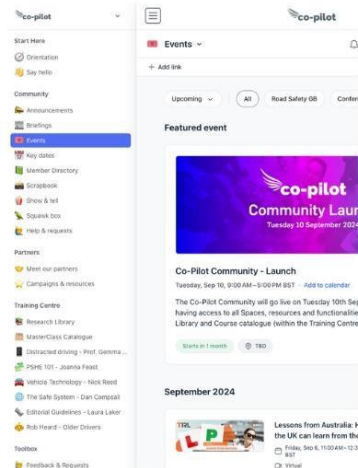 co-pilot
Start Here
Orientation
Say hello
Community
Announcements
Briefings
Events
Key dates
Member Directory
Scrapbook
Show & tell
Squawk box
Help & requests
Partners
Meet our partners
Campaigns & resources
Training Centre
Research Library
MasterClass Catalogue
Distracted driving - Prof. Gemma ...
PSHE 101 - Joanna Feast
Vehicle Technology - Nick Reed
The Safe System - Dan Campsall
Editorial Guidelines - Laura Laker
Rob Heard - Older Drivers
Toolbox
Feedback & Requests
co-pilot
Events
+ Add link
Upcoming
All
Road Safety GB
Confer
Featured event
co-pilot
Community Laun
Tuesday 10 September 2024
Co-Pilot Community - Launch
Tuesday, Sep 10, 9:00 AM–5:00 PM BST · Add to calendar
The Co-Pilot Community will go live on Tuesday 10th Sep
having access to all Spaces, resources and functionalitie
Library and Course catalogue (within the Training Centre
Starts in 1 month
TBD
September 2024
TRL
L P
Lessons from Australia: H
the UK can learn from the
Friday, Sep 6, 11:00 AM–12:3
BST
Virtual